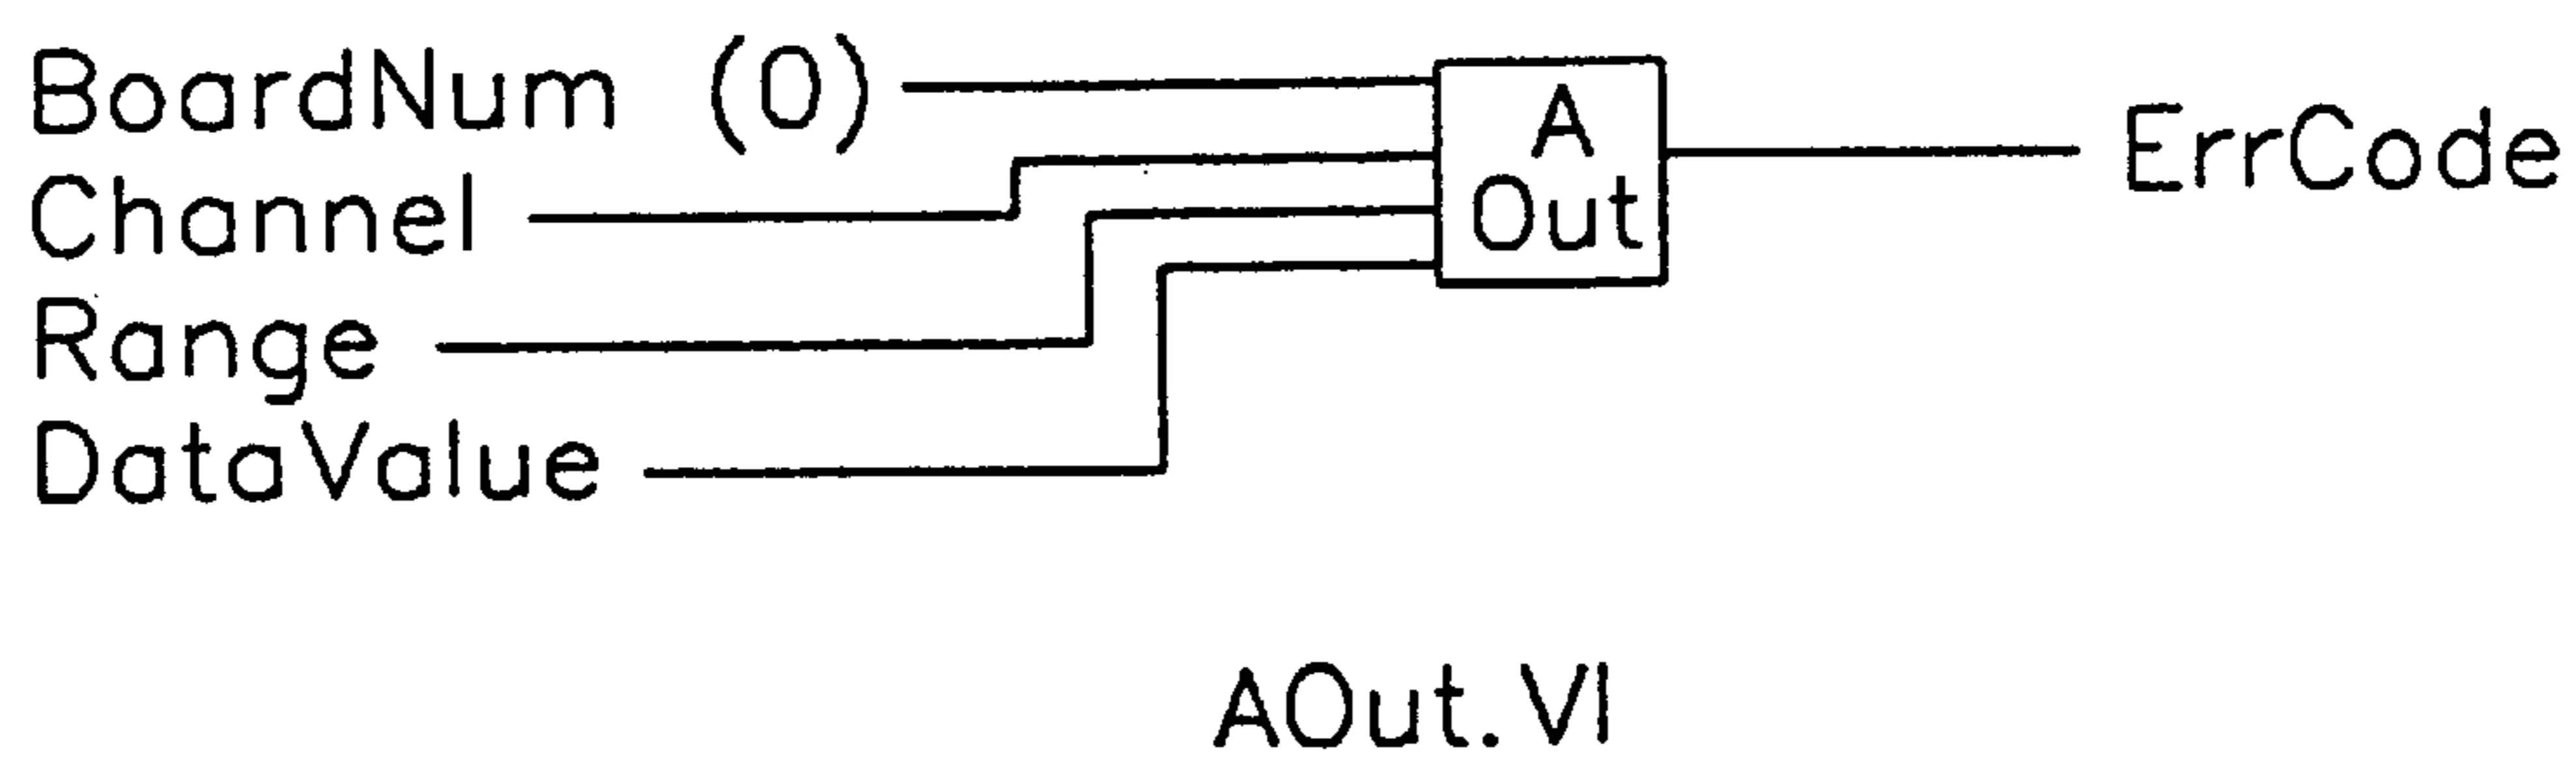 BoardNum (0)
Channel
Range
DataValue
A
Out
ErrCode
AOut.VI